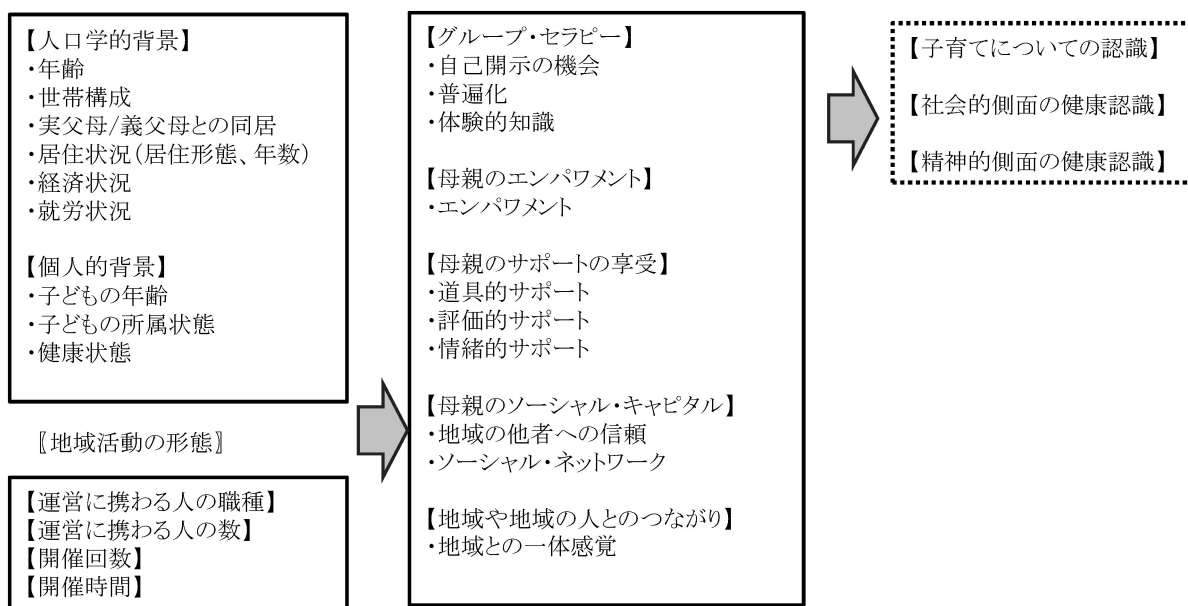 【人口学的背景】
・年齢
・世帯構成
・実父母/義父母との同居
・居住状況(居住形態、年数)
・経済状況
・就労状況
【個人的背景】
・子どもの年齢
・子どもの所属状態
・健康状態
〖地域活動の形態〗
【運営に携わる人の職種】
【運営に携わる人の数】
【開催回数】
【開催時間】
【グループ・セラピー】
・自己開示の機会
・普遍化
・体験的知識
【母親のエンパワメント】
・エンパワメント
【母親のサポートの享受】
・道具的サポート
・評価的サポート
・情緒的サポート
【母親のソーシャル・キャピタル】
・地域の他者への信頼
・ソーシャル・ネットワーク
【地域や地域の人とのつながり】
・地域との一体感覚
【子育てについての認識】
【社会的側面の健康認識】
【精神的側面の健康認識】